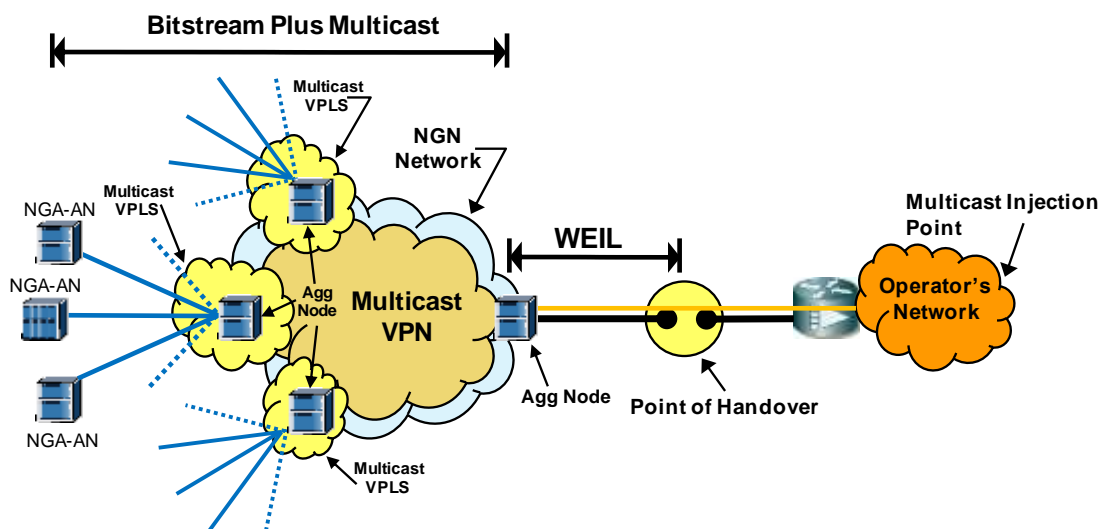 Bitstream Plus Multicast
Multicast
VPLS
NGN
Network
Multicast
VPLS
NGA-AN
NGA-AN
NGA-AN
Agg
Node
Multicast
VPN
Multicast
VPLS
WEIL
Agg Node
Point of Handover
Multicast Injection
Point
Operator's
Network